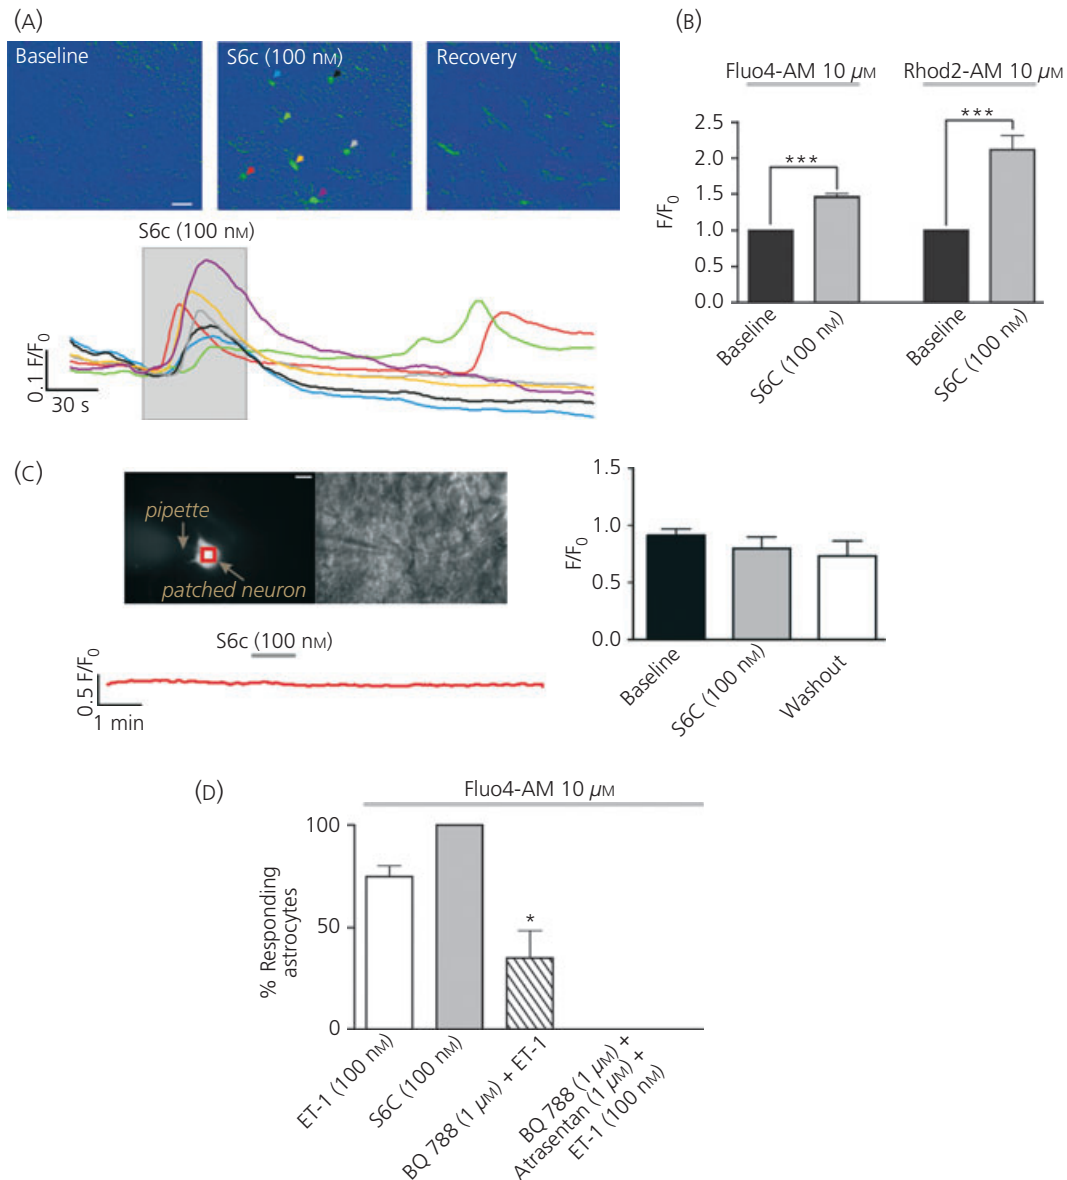 (A)
Baseline
S6c (100 nM)
Recovery
S6c (100 nM)
0.1 F/F0
30 s
(B)
Fluo4-AM 10 µM
Rhod2-AM 10 µM
***
***
2.5
2.0
1.5
1.0
0.5
0.0
F/F0
Baseline
S6C (100 nM)
Baseline
S6C (100 nM)
(C)
pipette
patched neuron
S6c (100 nM)
0.5 F/F0
1 min
1.5
1.0
0.5
0.0
F/F0
Baseline
S6C (100 nM)
Washout
(D)
Fluo4-AM 10 µM
100
50
0
% Responding
astrocytes
*
ET-1 (100 nM)
S6C (100 nM)
BQ 788 (1 µM) + ET-1
BQ 788 (1 µM) +
Atrasentan (1 µM) +
ET-1 (100 nM)